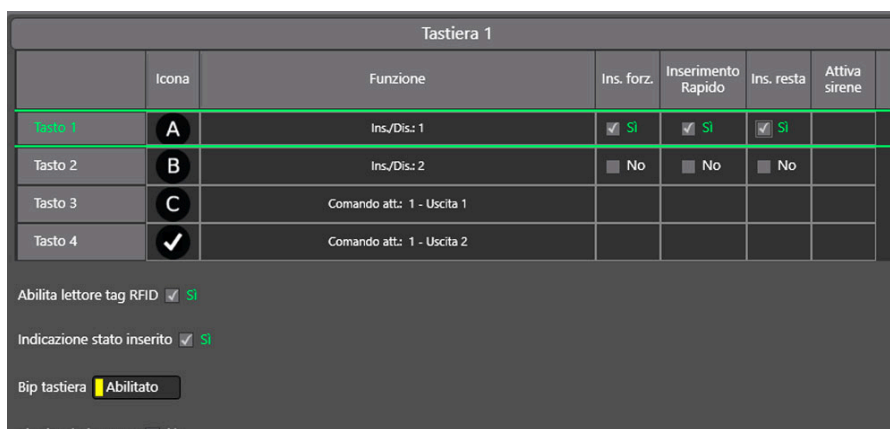 Tastiera 1
Icona Funzione Ins. forz. Inserimento Rapido Ins. resta Attiva sirene
Tasto 1 A Ins./Dis.: 1 Sì Sì Sì
Tasto 2 B Ins./Dis.: 2 No No No
Tasto 3 C Comando att.: 1 - Uscita 1
Tasto 4 Comando att.: 1 - Uscita 2
Abilita lettore tag RFID Sì
Indicazione stato inserito Sì
Bip tastiera Abilitato